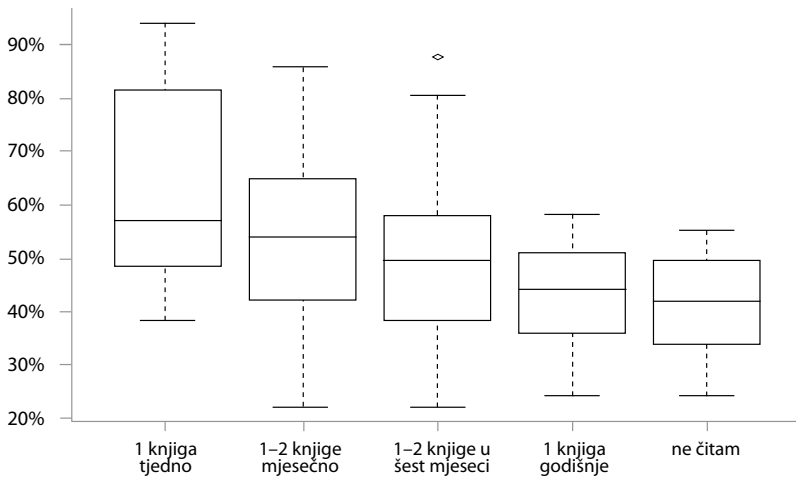 90%
80%
70%
60%
50%
40%
30%
20%
1 knjiga
tjedno
1–2 knjige
mjesečno
1–2 knjige u
šest mjeseci
1 knjiga
godišnje
ne čitam